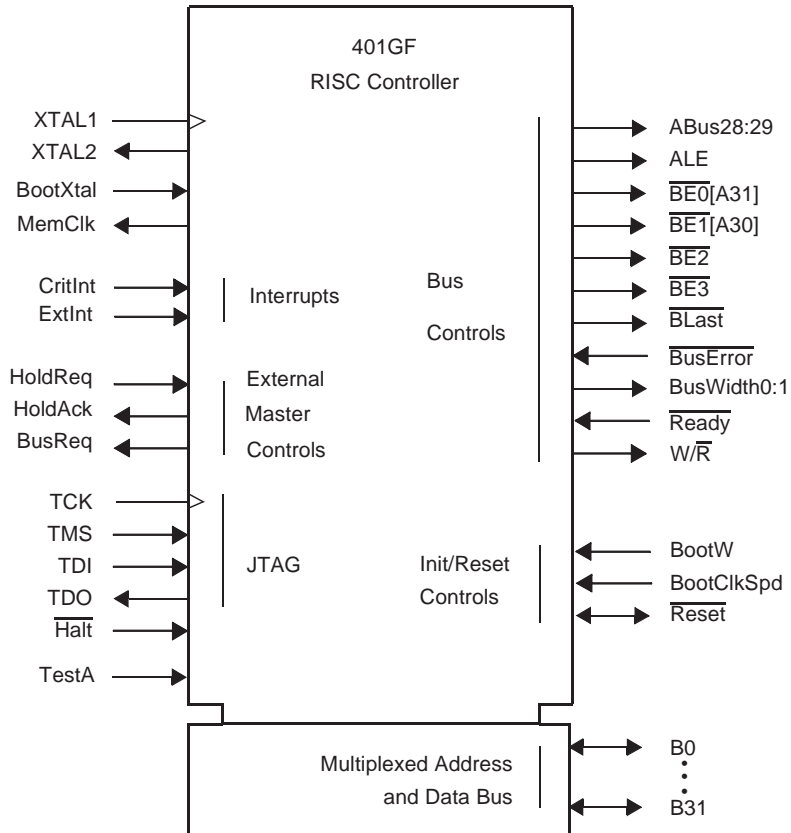 401GF
RISC Controller
XTAL1
XTAL2
BootXtal
MemClk
CritInt
ExtInt
Interrupts
HoldReq
HoldAck
BusReq
External
Master
Controls
TCK
TMS
TDI
TDO
Halt
JTAG
TestA
Bus
Controls
ABus28:29
ALE
BE0[A31]
BE1[A30]
BE2
BE3
BLast
BusError
BusWidth0:1
Ready
W/R
Init/Reset
Controls
BootW
BootClkSpd
Reset
Multiplexed Address
and Data Bus
B0
B31